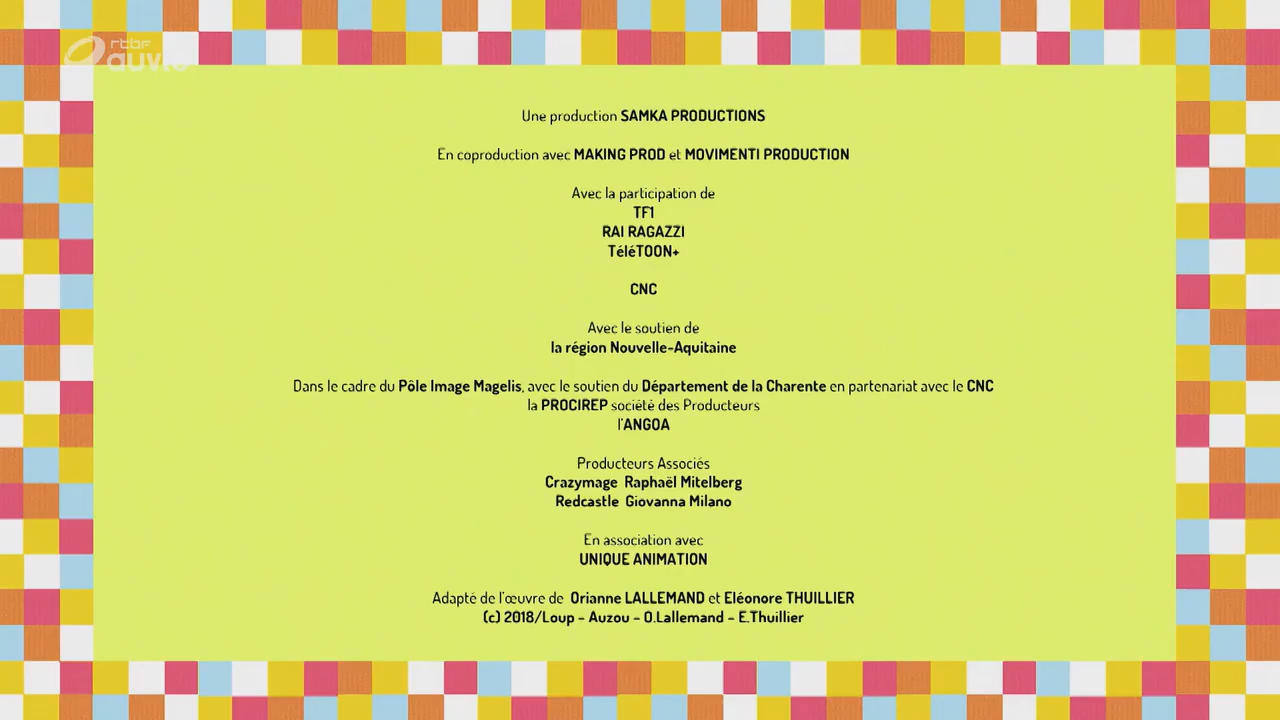 rtbf
auvio
Une production SAMKA PRODUCTIONS
En coproduction avec MAKING PROD et MOVIMENTI PRODUCTION
Avec la participation de
TF1
RAI RAGAZZI
TéléTOON+
CNC
Avec le soutien de
la région Nouvelle-Aquitaine
Dans le cadre du Pôle Image Magelis, avec le soutien du Département de la Charente en partenariat avec le CNC
la PROCIREP société des Producteurs
l'ANGOA
Producteurs Associés
Crazymage Raphaël Mitelberg
Redcastle Giovanna Milano
En association avec
UNIQUE ANIMATION
Adapté de l'œuvre de Orianne LALLEMAND et Eléonore THUILLIER
(c) 2018/Loup - Auzou - O.Lallemand - E.Thuillier